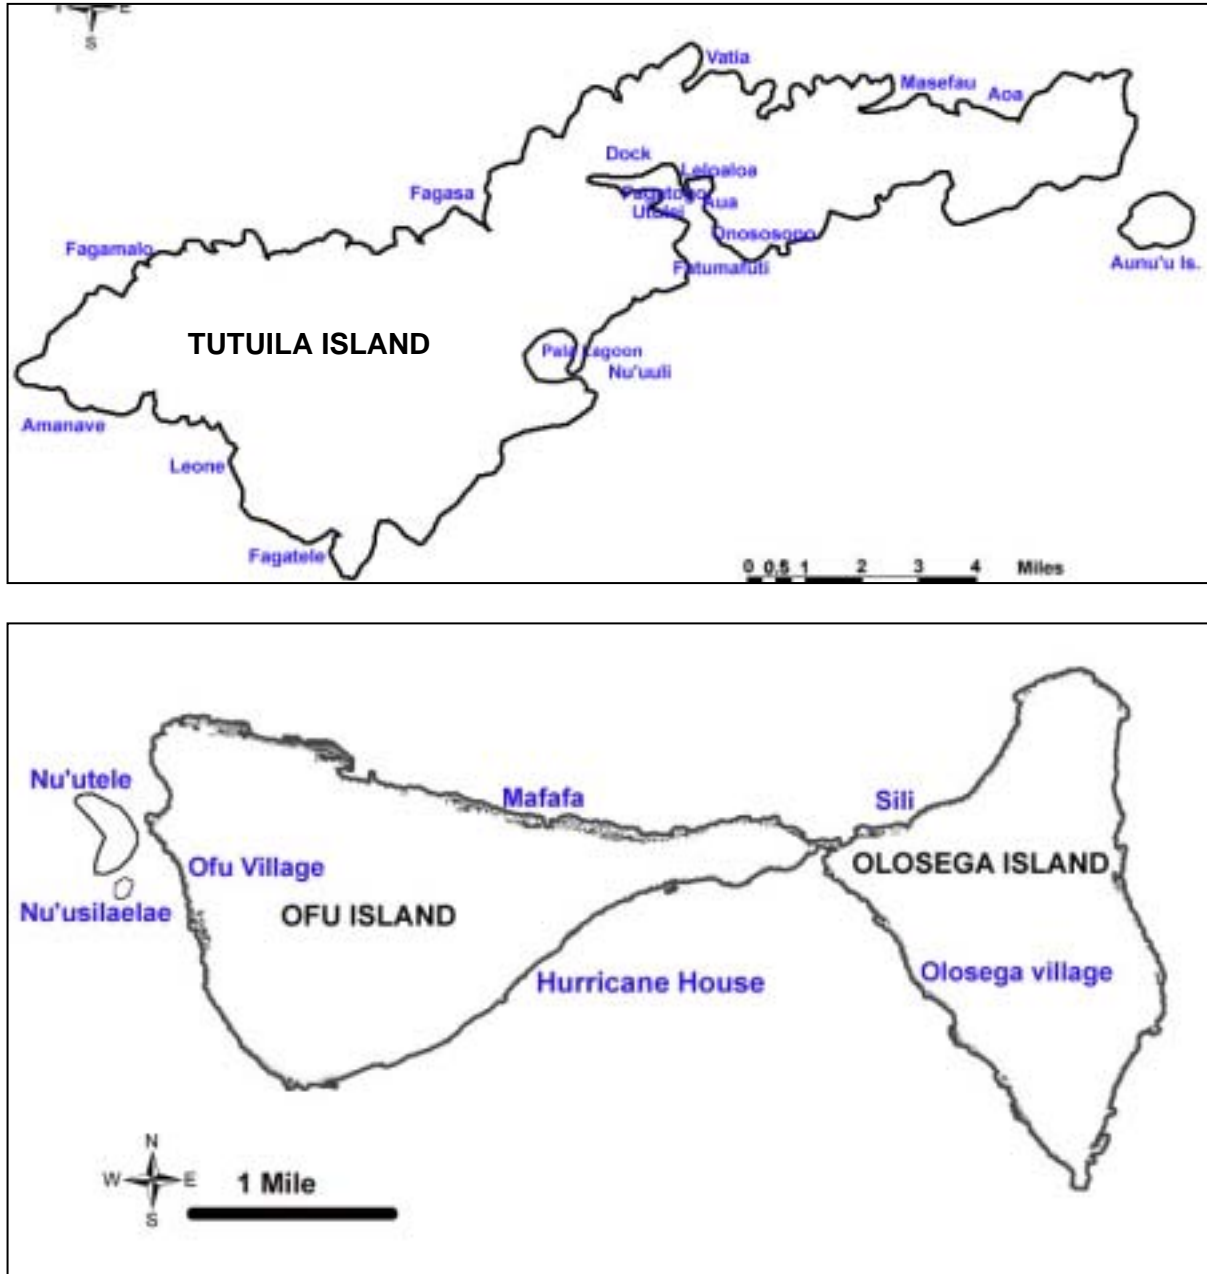 E
S
Vatia
Masefau
Aoa
Dock
Leloaloa
Fagasa
Fagatogo
Aua
Utulei
Onososopo
Fagamalo
Fatumafuti
Aunu'u Is.
TUTUILA ISLAND
Pala Lagoon
Nu'uuli
Amanave
Leone
Fagatele
0 0.5 1 2 3 4 Miles
Nu'utele
Mafafa
Sili
Ofu Village
OLOSEGA ISLAND
Nu'usilaelae
OFU ISLAND
Olosega village
Hurricane House
N
W E
S
1 Mile